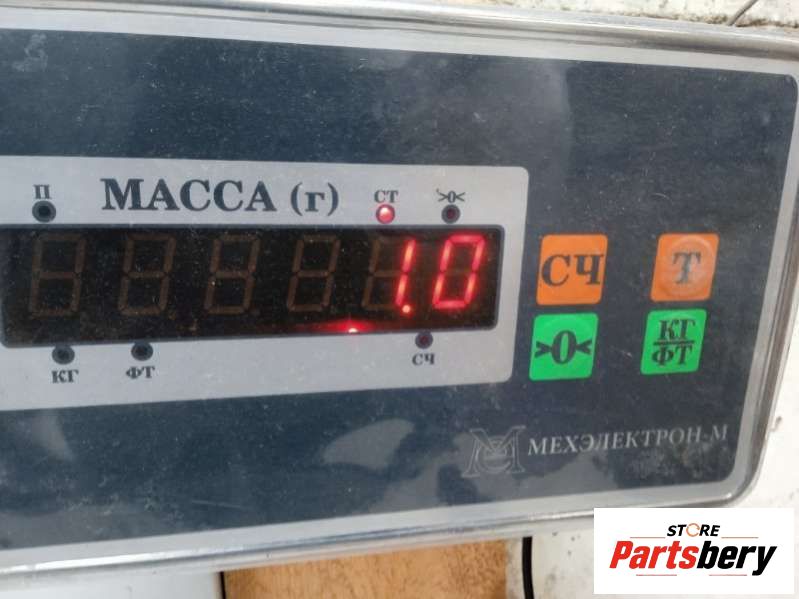 П МАССА (г) СТ >0<
1.0
КГ ФТ СЧ
СЧ Т
>0< КГ/ФТ
МЕХЭЛЕКТРОН-М
STORE
Partsbery